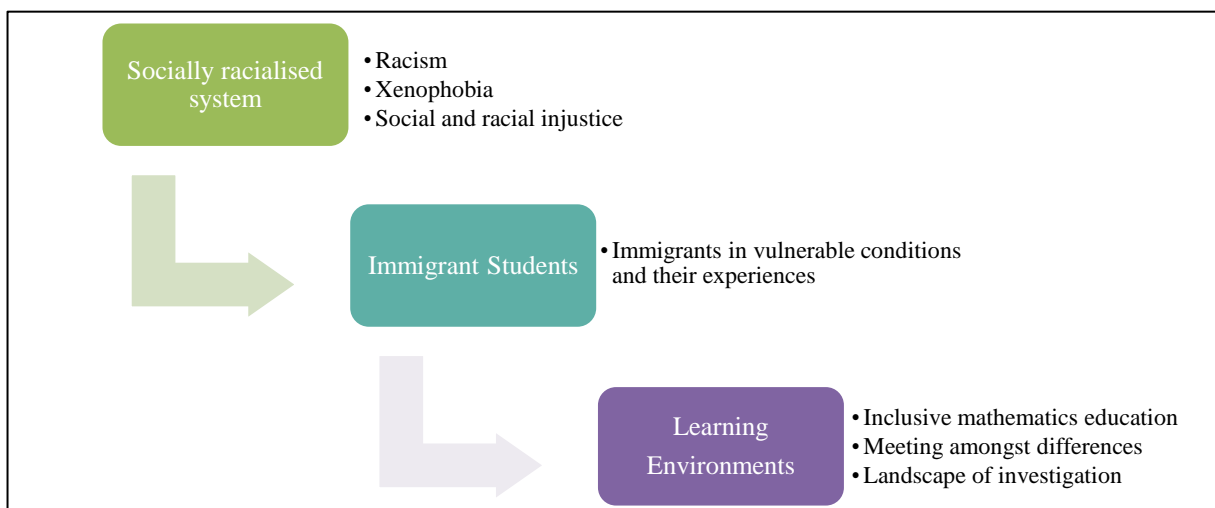 Socially racialised
system
• Racism
• Xenophobia
• Social and racial injustice
Immigrant Students
• Immigrants in vulnerable conditions
and their experiences
Learning
Environments
• Inclusive mathematics education
• Meeting amongst differences
• Landscape of investigation